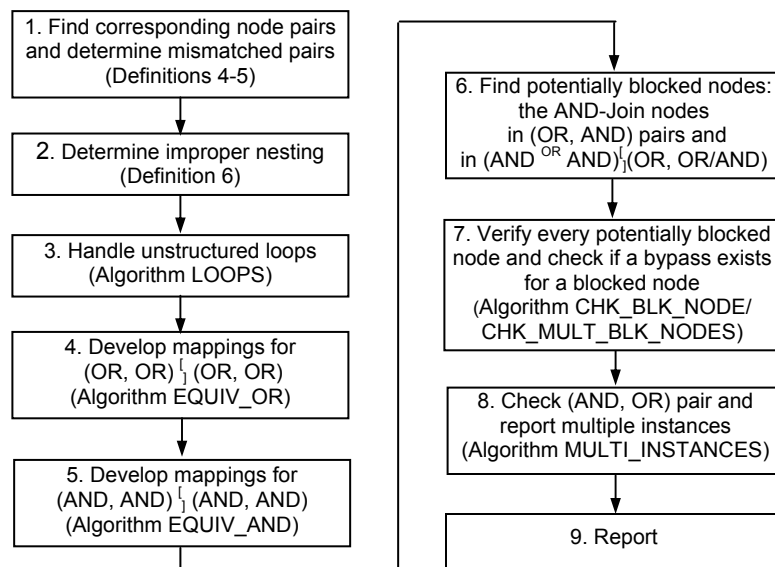 1. Find corresponding node pairs
and determine mismatched pairs
(Definitions 4-5)
2. Determine improper nesting
(Definition 6)
3. Handle unstructured loops
(Algorithm LOOPS)
4. Develop mappings for
(OR, OR) [] (OR, OR)
(Algorithm EQUIV_OR)
5. Develop mappings for
(AND, AND) [] (AND, AND)
(Algorithm EQUIV_AND)
6. Find potentially blocked nodes:
the AND-Join nodes
in (OR, AND) pairs and
in (AND OR AND)[](OR, OR/AND)
7. Verify every potentially blocked
node and check if a bypass exists
for a blocked node
(Algorithm CHK_BLK_NODE/
CHK_MULT_BLK_NODES)
8. Check (AND, OR) pair and
report multiple instances
(Algorithm MULTI_INSTANCES)
9. Report